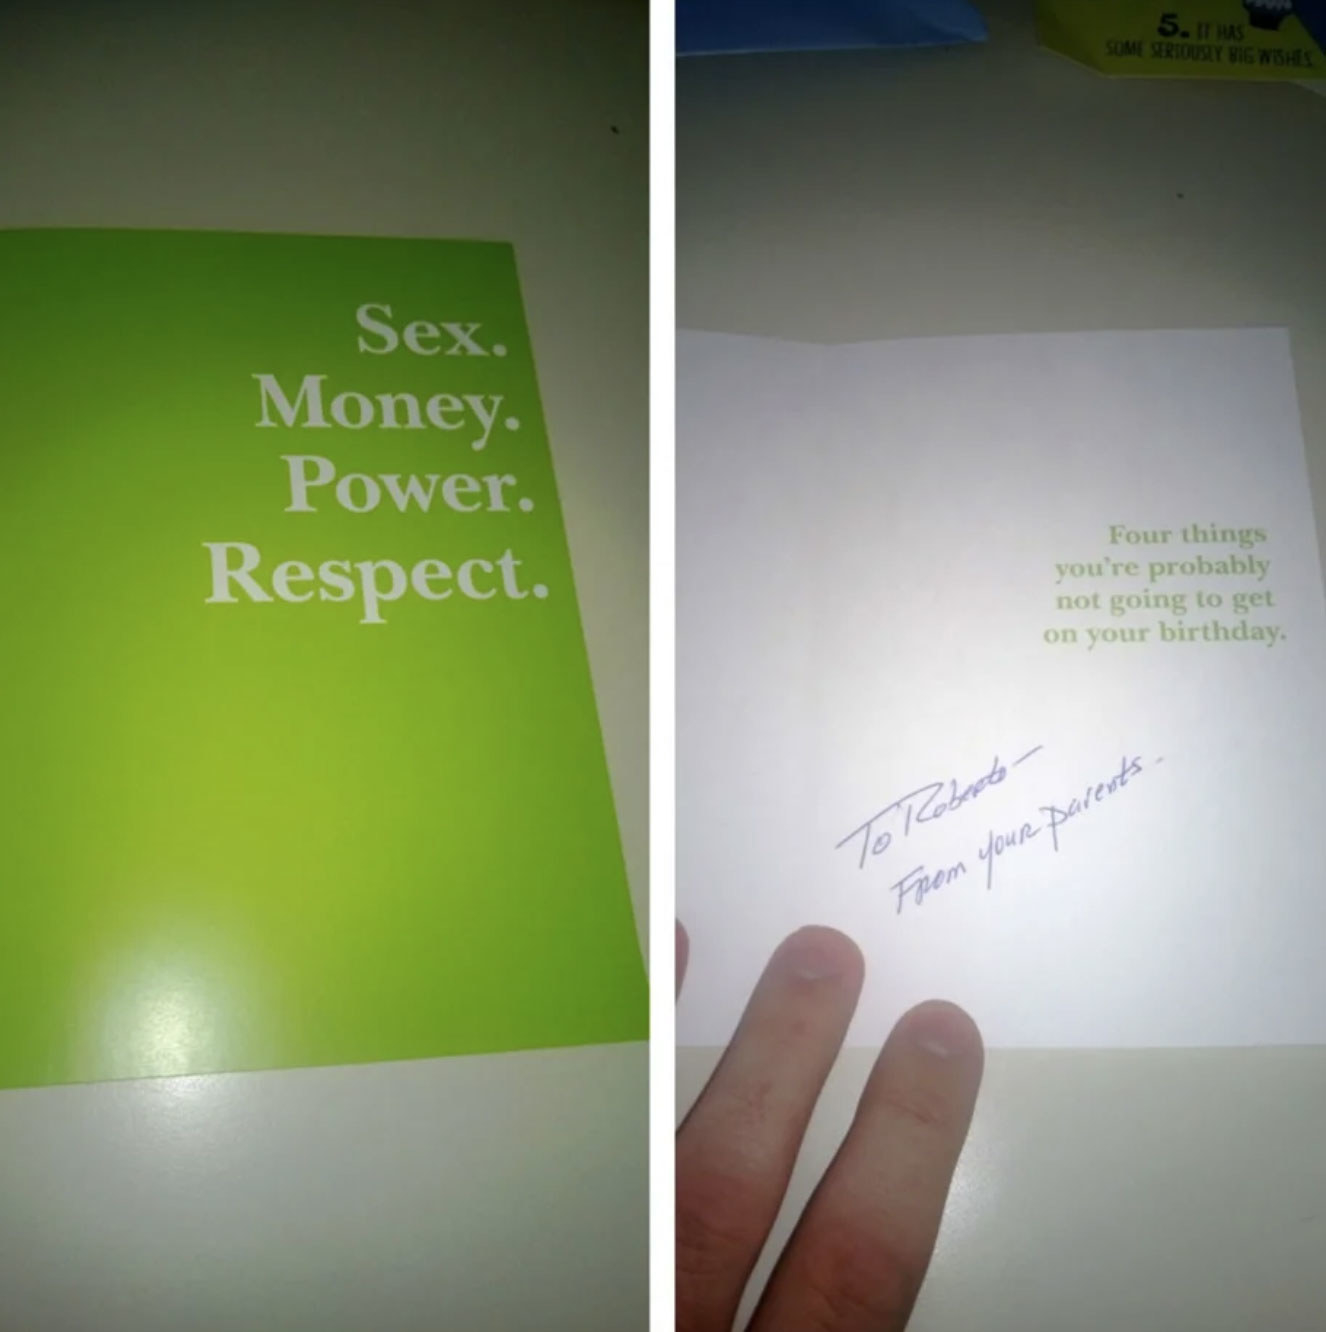 Sex.
Money.
Power.
Respect.
5. IT HAS
SOME SERIOUSLY BIG WISHES.
Four things
you're probably
not going to get
on your birthday.
To Roberto
From your parents.